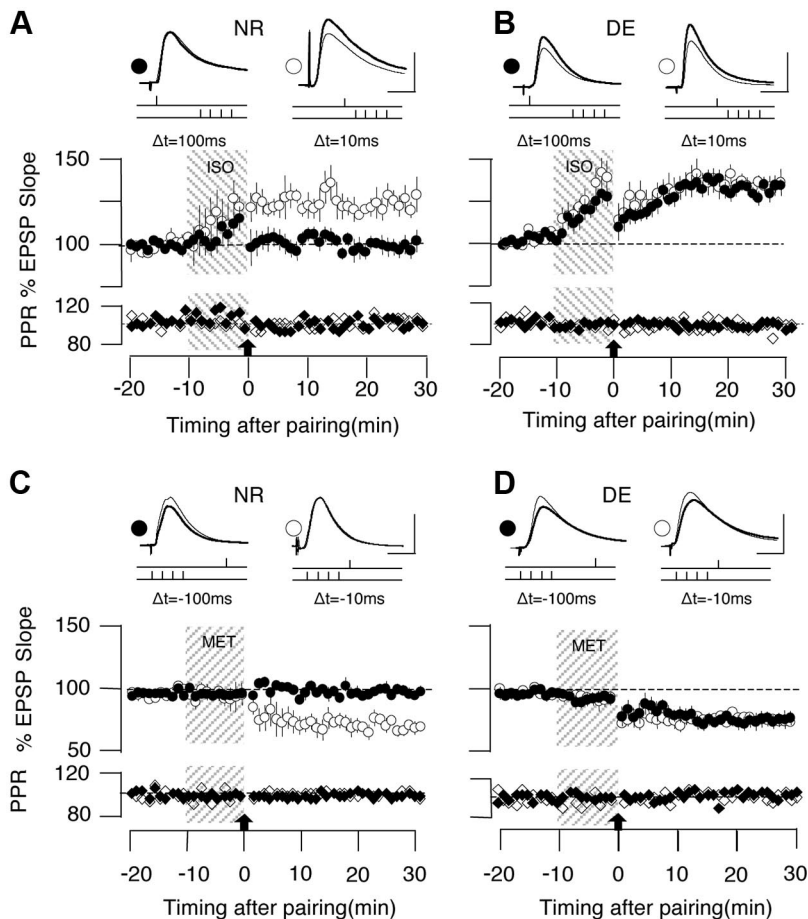 A
NR
B
DE
Δt=100ms
Δt=10ms
Δt=100ms
Δt=10ms
% EPSP Slope
150
100
ISO
ISO
PPR
120
80
-20 -10 0 10 20 30
Timing after pairing(min)
-20 -10 0 10 20 30
Timing after pairing(min)
C
NR
D
DE
Δt=-100ms
Δt=-10ms
Δt=-100ms
Δt=-10ms
% EPSP Slope
150
100
50
MET
MET
PPR
120
80
-20 -10 0 10 20 30
Timing after pairing(min)
-20 -10 0 10 20 30
Timing after pairing(min)